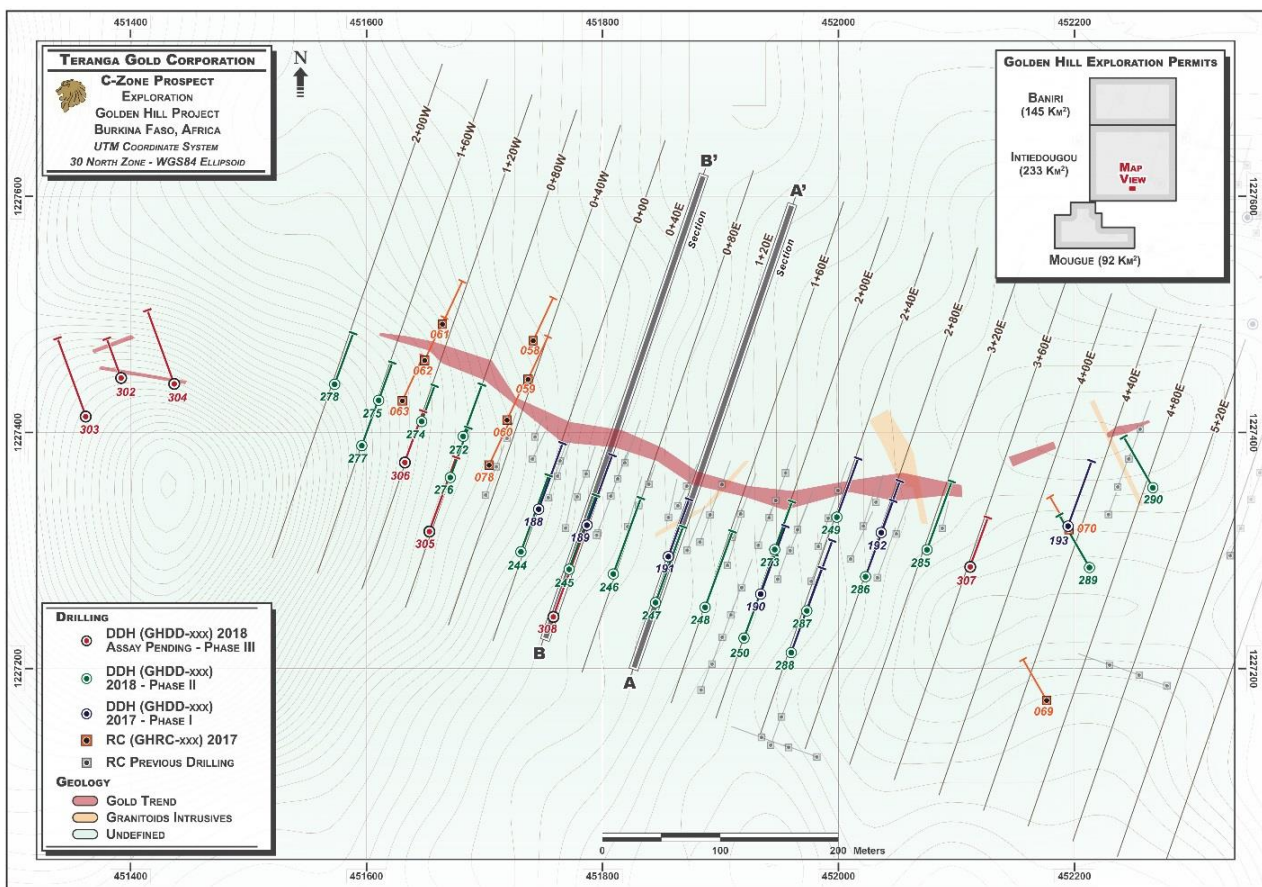 451400
451600
451800
452000
452200
TERANGA GOLD CORPORATION
C-ZONE PROSPECT
EXPLORATION
GOLDEN HILL PROJECT
BURKINA FASO, AFRICA
UTM COORDINATE SYSTEM
30 NORTH ZONE - WGS84 ELLIPSOID
N
GOLDEN HILL EXPLORATION PERMITS
BANIRI
(145 KM²)
INTIEDOUGOU
(233 KM²)
MAP
VIEW
MOUGUE (92 KM²)
1227600
1227600
2+00W
1+60W
1+20W
0+80W
0+40W
0+00
0+40E
0+80E
1+20E
1+60E
2+00E
2+40E
2+80E
3+20E
3+60E
4+00E
4+40E
4+80E
5+20E
B'
A'
Section
Section
061
058
062
059
063
060
078
302
304
303
278
275
274
277
272
306
276
305
1227400
1227400
188
189
244
245
246
191
247
248
273
190
250
249
192
286
287
288
285
307
193
070
290
289
308
B
A
069
1227200
1227200
DRILLING
DDH (GHDD-XXX) 2018
ASSAY PENDING - PHASE III
DDH (GHDD-XXX)
2018 - PHASE II
DDH (GHDD-XXX)
2017 - PHASE I
RC (GHRC-XXX) 2017
RC PREVIOUS DRILLING
GEOLOGY
GOLD TREND
GRANITOIDS INTRUSIVES
UNDEFINED
0 100 200 Meters
451400
451600
451800
452000
452200